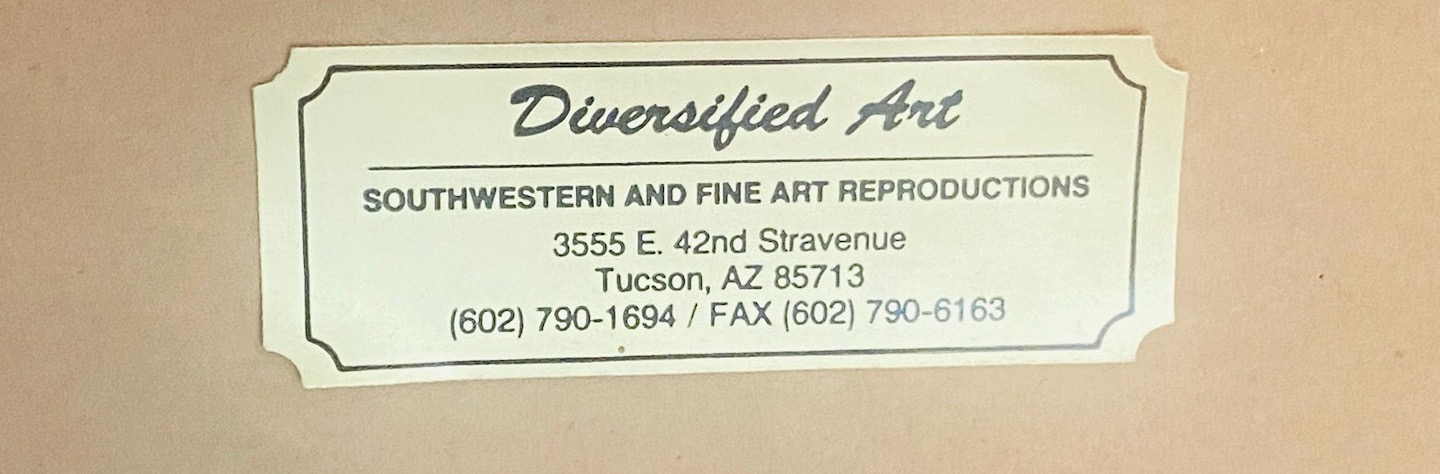 Diversified Art
SOUTHWESTERN AND FINE ART REPRODUCTIONS
3555 E. 42nd Stravenue
Tucson, AZ 85713
(602) 790-1694 / FAX (602) 790-6163